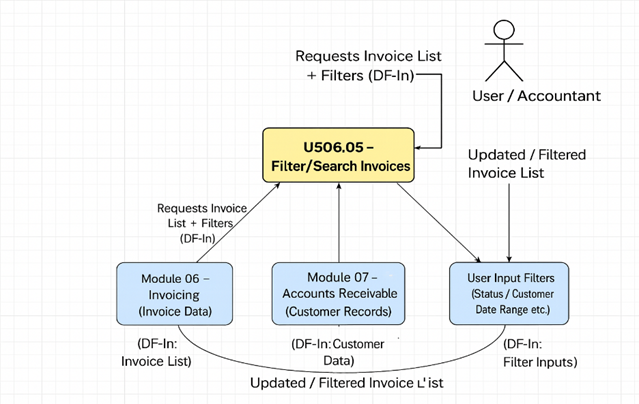 Requests Invoice List
+ Filters (DF-In)
User / Accountant
U506.05 –
Filter/Search Invoices
Updated / Filtered
Invoice List
Requests Invoice
List + Filters
(DF-In)
Module 06 –
Invoicing
(Invoice Data)
Module 07 –
Accounts Receivable
(Customer Records)
User Input Filters
(Status / Customer
Date Range etc.)
(DF-In:
Invoice List)
(DF-In: Customer
Data)
(DF-In:
Filter Inputs)
Updated / Filtered Invoice L'ist